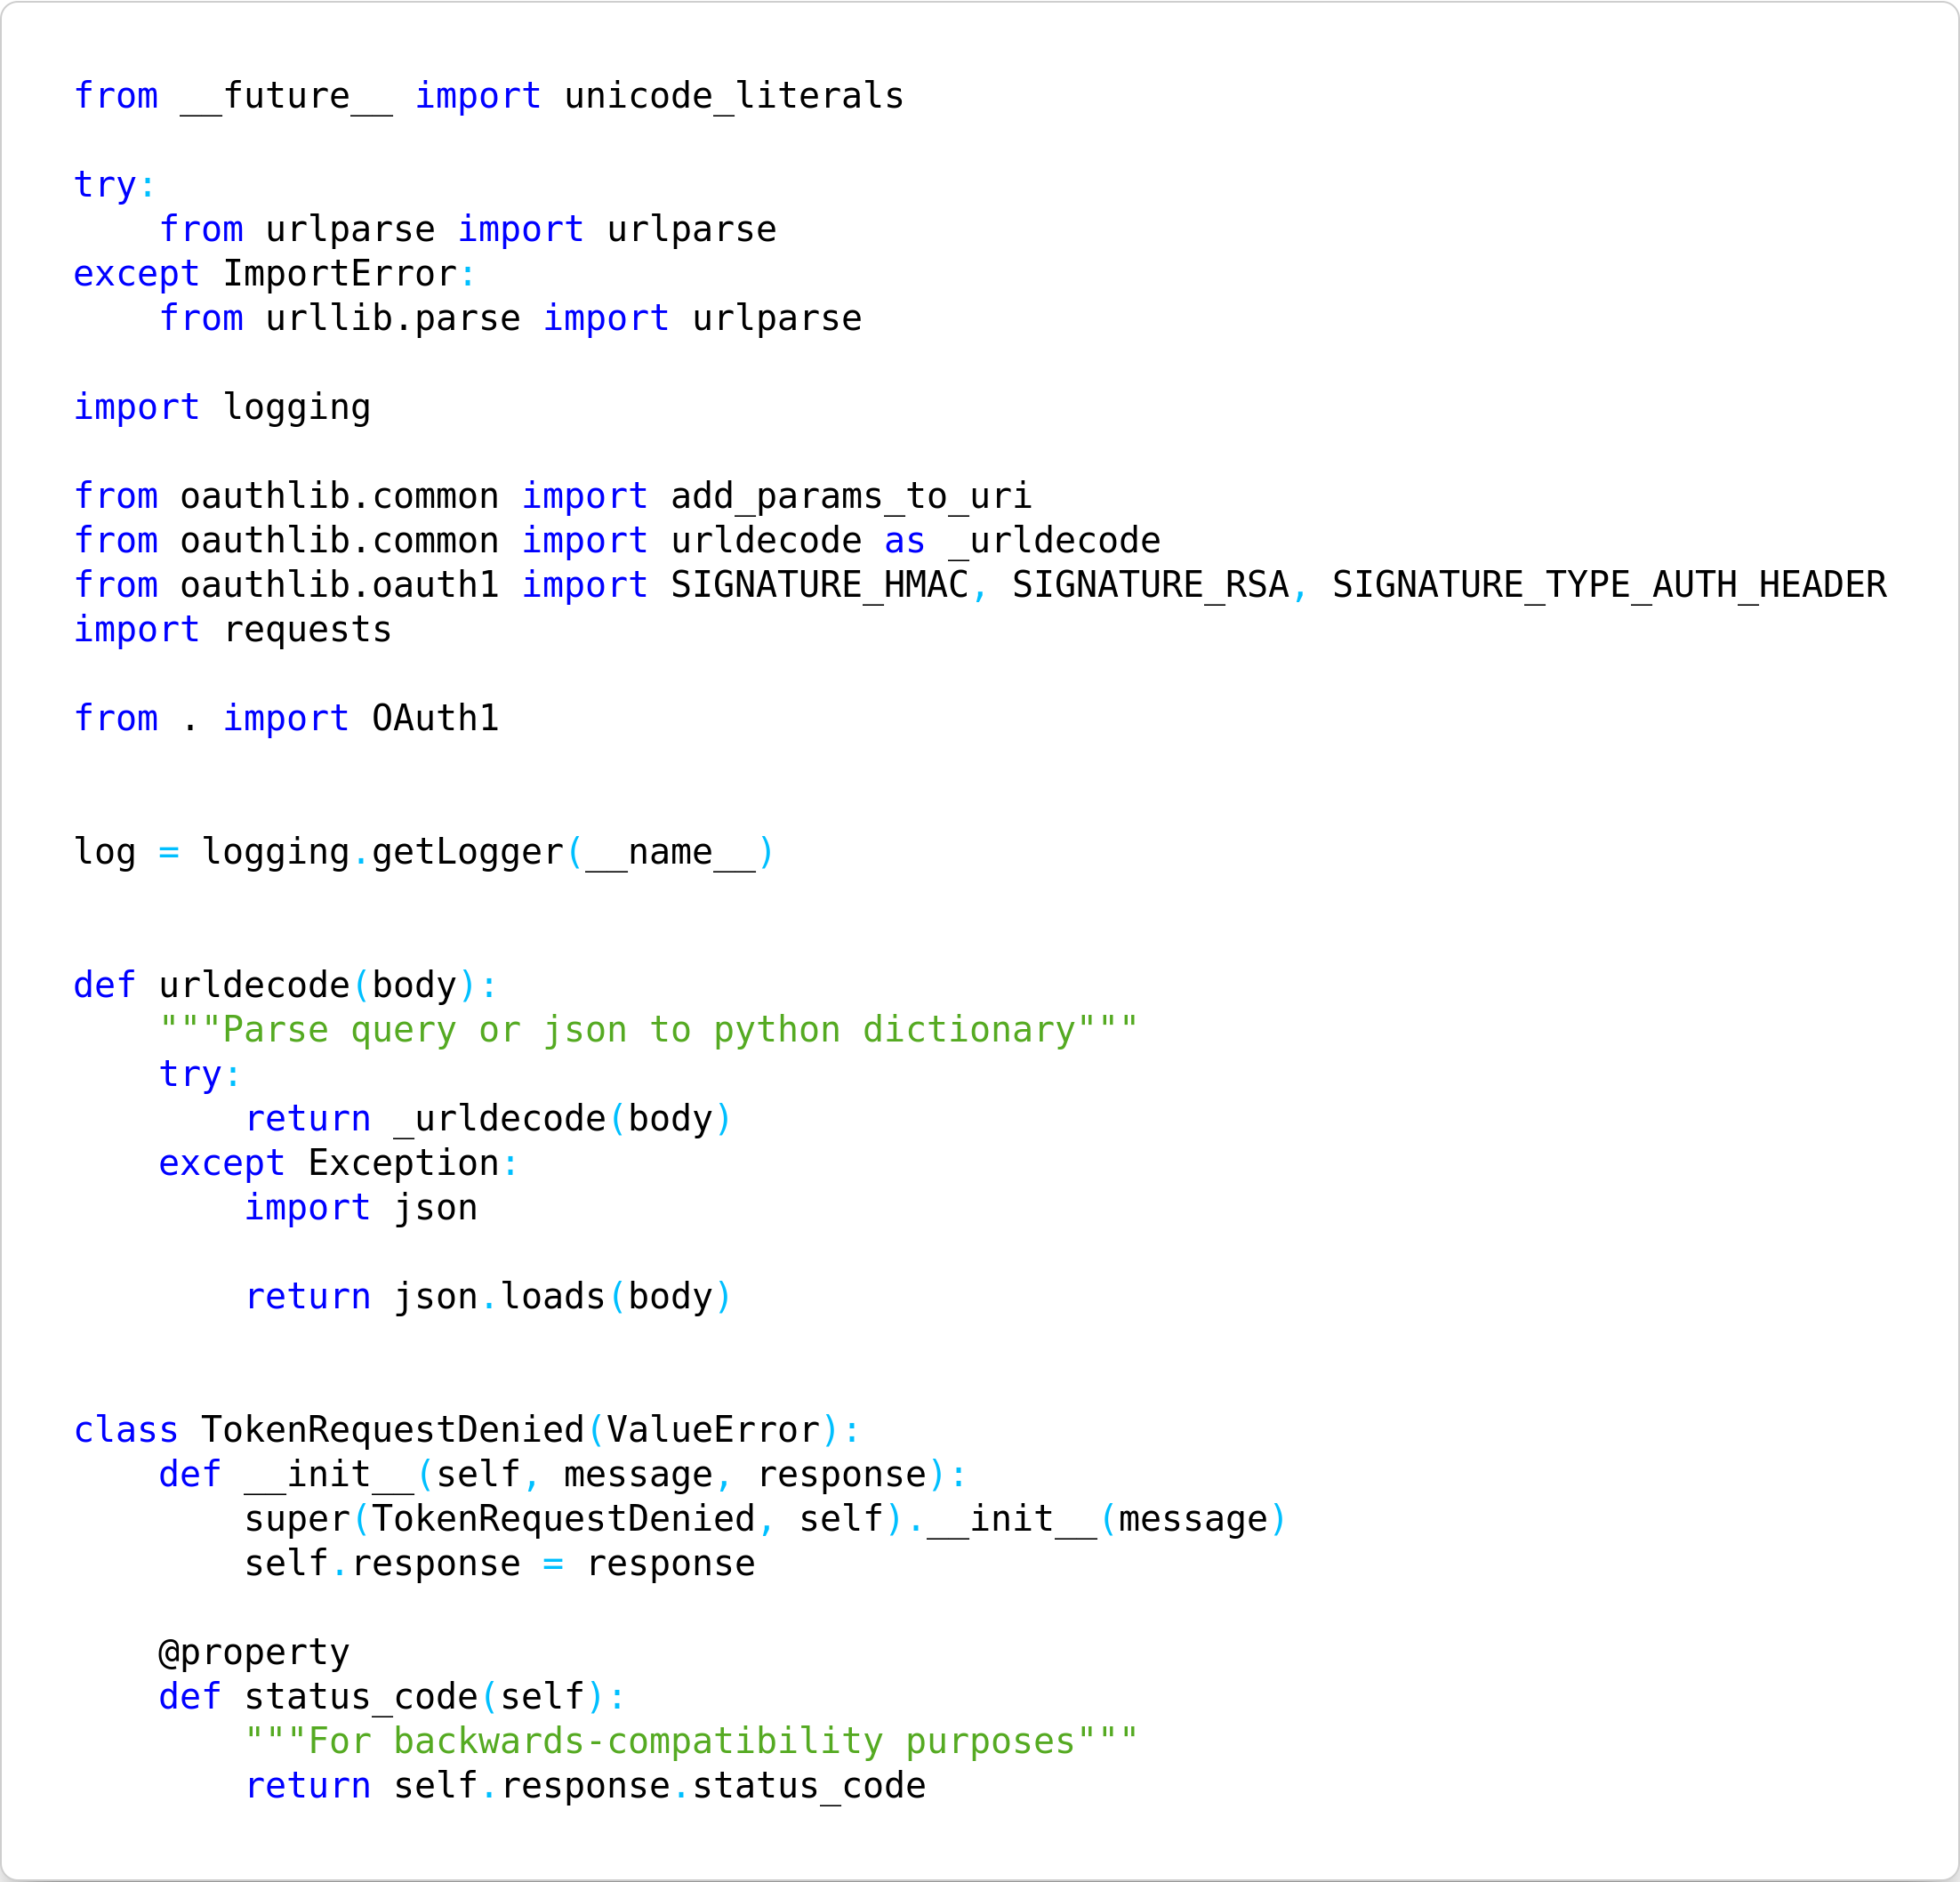 from __future__ import unicode_literals

try:
    from urlparse import urlparse
except ImportError:
    from urllib.parse import urlparse

import logging

from oauthlib.common import add_params_to_uri
from oauthlib.common import urldecode as _urldecode
from oauthlib.oauth1 import SIGNATURE_HMAC, SIGNATURE_RSA, SIGNATURE_TYPE_AUTH_HEADER
import requests

from . import OAuth1


log = logging.getLogger(__name__)


def urldecode(body):
    """Parse query or json to python dictionary"""
    try:
        return _urldecode(body)
    except Exception:
        import json

        return json.loads(body)


class TokenRequestDenied(ValueError):
    def __init__(self, message, response):
        super(TokenRequestDenied, self).__init__(message)
        self.response = response

    @property
    def status_code(self):
        """For backwards-compatibility purposes"""
        return self.response.status_code